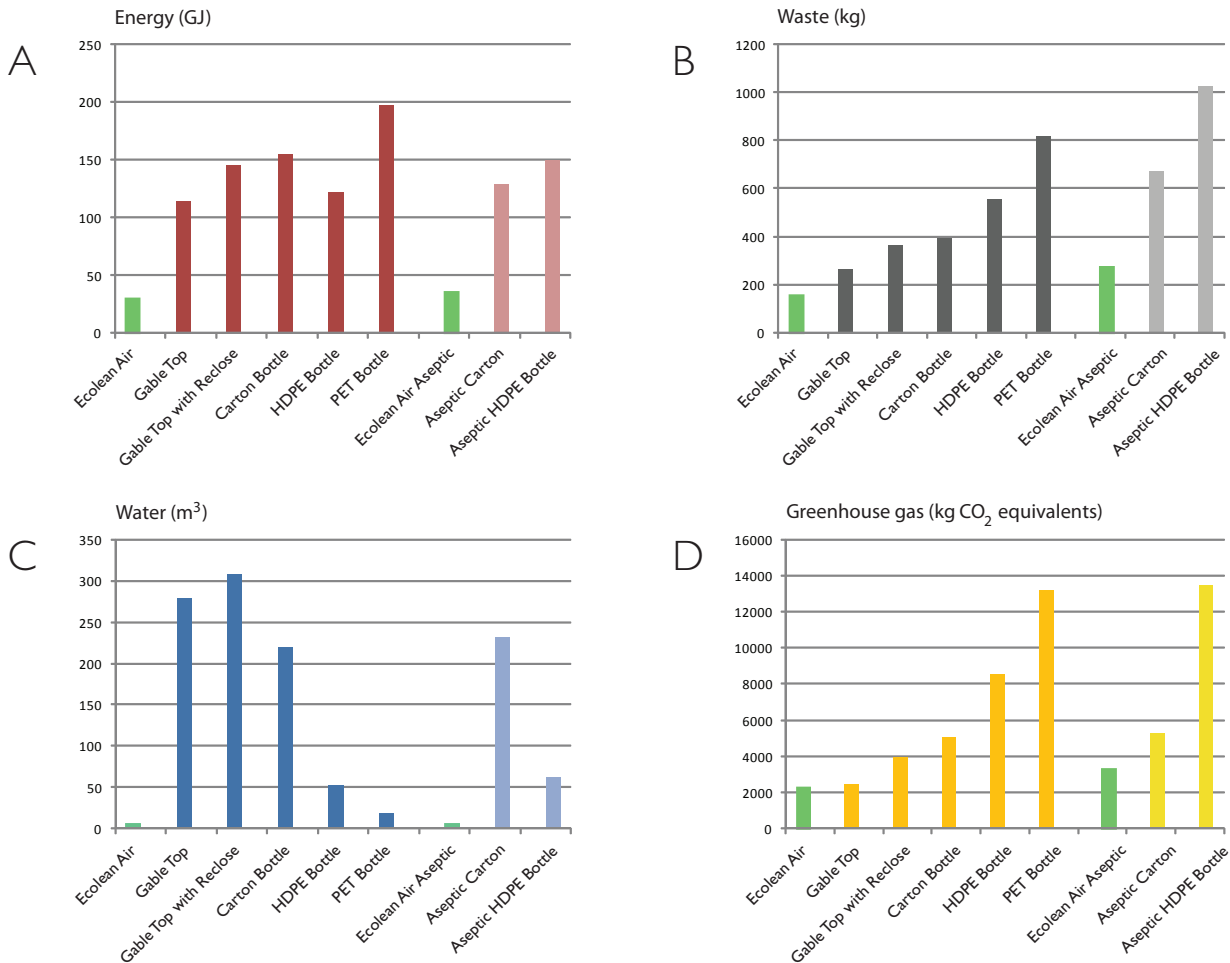 A
Energy (GJ)
250
200
150
100
50
0
Ecolean Air
Gable Top
Gable Top with Reclose
Carton Bottle
HDPE Bottle
PET Bottle
Ecolean Air Aseptic
Aseptic Carton
Aseptic HDPE Bottle
B
Waste (kg)
1200
1000
800
600
400
200
0
Ecolean Air
Gable Top
Gable Top with Reclose
Carton Bottle
HDPE Bottle
PET Bottle
Ecolean Air Aseptic
Aseptic Carton
Aseptic HDPE Bottle
C
Water (m³)
350
300
250
200
150
100
50
0
Ecolean Air
Gable Top
Gable Top with Reclose
Carton Bottle
HDPE Bottle
PET Bottle
Ecolean Air Aseptic
Aseptic Carton
Aseptic HDPE Bottle
D
Greenhouse gas (kg CO₂ equivalents)
16000
14000
12000
10000
8000
6000
4000
2000
0
Ecolean Air
Gable Top
Gable Top with Reclose
Carton Bottle
HDPE Bottle
PET Bottle
Ecolean Air Aseptic
Aseptic Carton
Aseptic HDPE Bottle